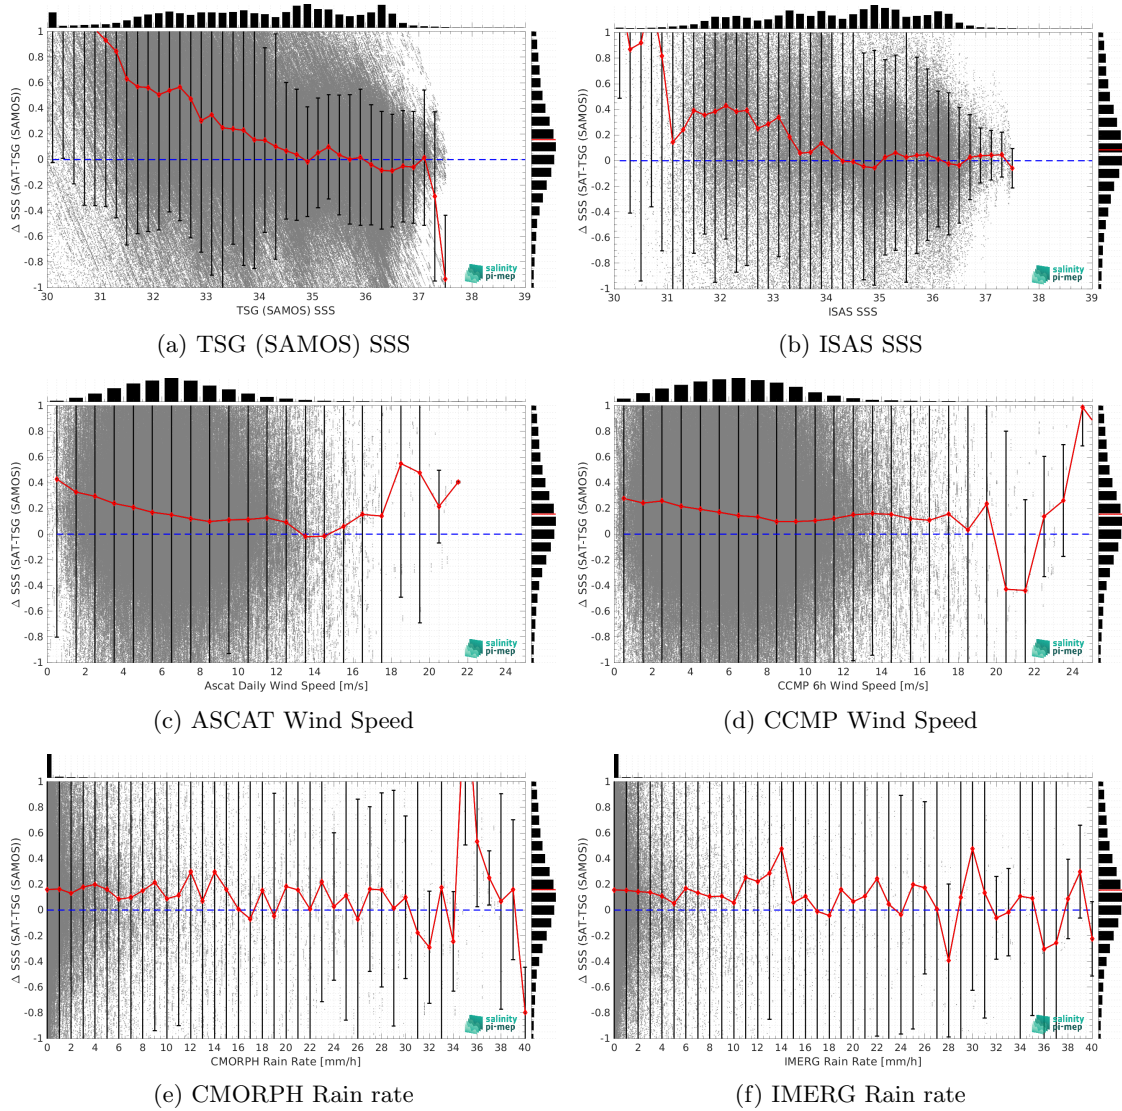 1
0.8
0.6
0.4
0.2
0
-0.2
-0.4
-0.6
-0.8
-1
Δ SSS (SAT-TSG (SAMOS))
30 31 32 33 34 35 36 37 38 39
TSG (SAMOS) SSS
salinity
pi-mep
(a) TSG (SAMOS) SSS
1
0.8
0.6
0.4
0.2
0
-0.2
-0.4
-0.6
-0.8
-1
Δ SSS (SAT-TSG (SAMOS))
30 31 32 33 34 35 36 37 38 39
ISAS SSS
salinity
pi-mep
(b) ISAS SSS
1
0.8
0.6
0.4
0.2
0
-0.2
-0.4
-0.6
-0.8
-1
Δ SSS (SAT-TSG (SAMOS))
0 2 4 6 8 10 12 14 16 18 20 22 24
Ascat Daily Wind Speed [m/s]
salinity
pi-mep
(c) ASCAT Wind Speed
1
0.8
0.6
0.4
0.2
0
-0.2
-0.4
-0.6
-0.8
-1
Δ SSS (SAT-TSG (SAMOS))
0 2 4 6 8 10 12 14 16 18 20 22 24
CCMP 6h Wind Speed [m/s]
salinity
pi-mep
(d) CCMP Wind Speed
1
0.8
0.6
0.4
0.2
0
-0.2
-0.4
-0.6
-0.8
-1
Δ SSS (SAT-TSG (SAMOS))
0 2 4 6 8 10 12 14 16 18 20 22 24 26 28 30 32 34 36 38 40
CMORPH Rain Rate [mm/h]
salinity
pi-mep
(e) CMORPH Rain rate
1
0.8
0.6
0.4
0.2
0
-0.2
-0.4
-0.6
-0.8
-1
Δ SSS (SAT-TSG (SAMOS))
0 2 4 6 8 10 12 14 16 18 20 22 24 26 28 30 32 34 36 38 40
IMERG Rain Rate [mm/h]
salinity
pi-mep
(f) IMERG Rain rate